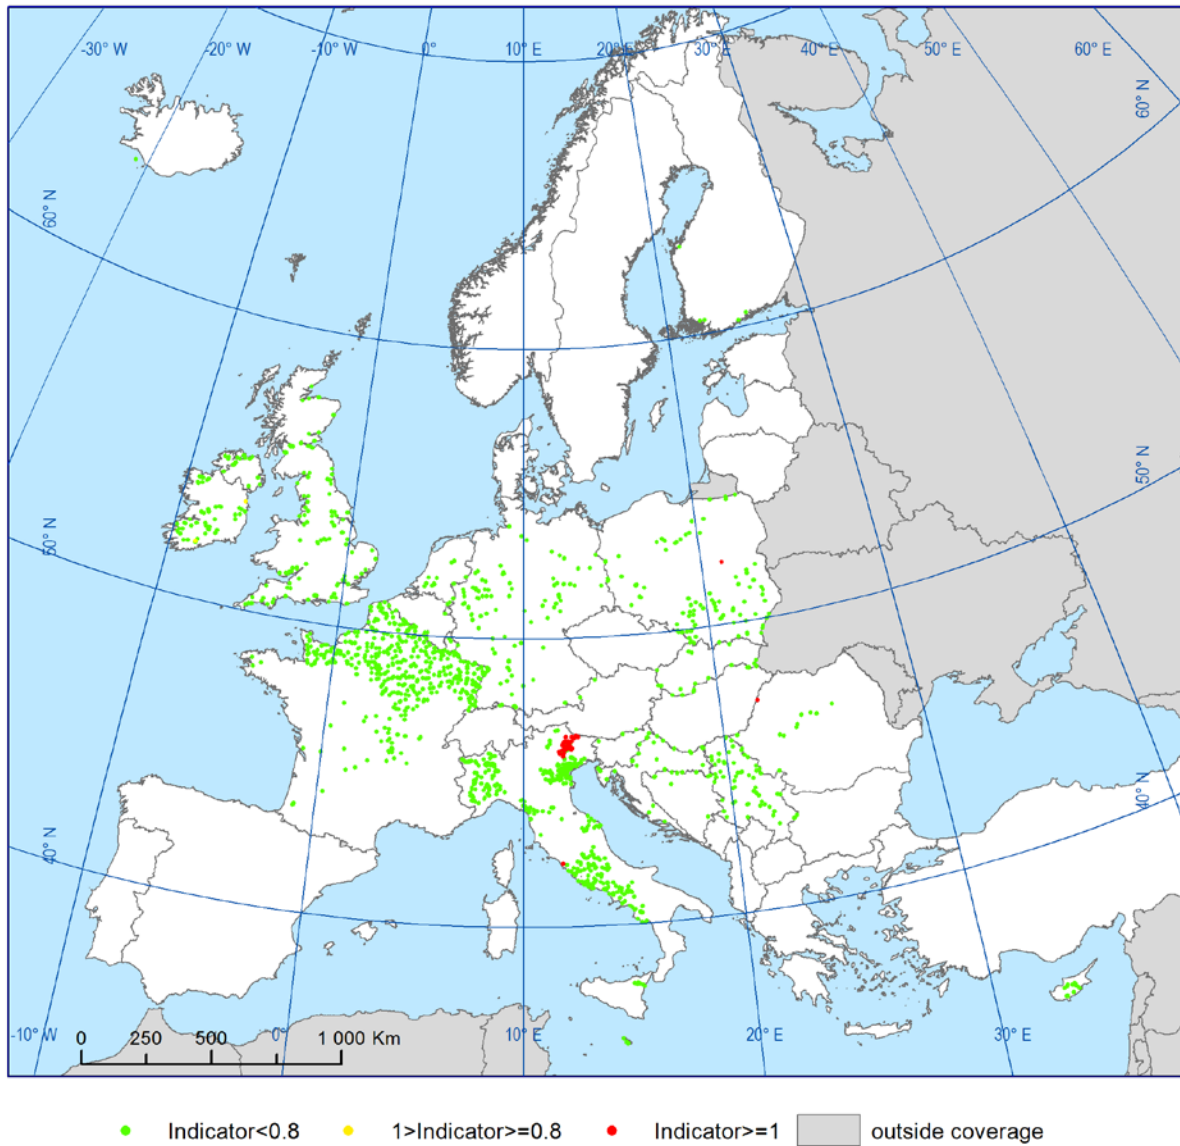 -30° W
-20° W
-10° W
0°
10° E
20° E
30° E
40° E
50° E
60° E
60° N
60° N
50° N
50° N
40° N
40° N
-10° W
0°
10° E
20° E
30° E
0 250 500 1 000 Km
Indicator<0.8 1>Indicator>=0.8 Indicator>=1 outside coverage